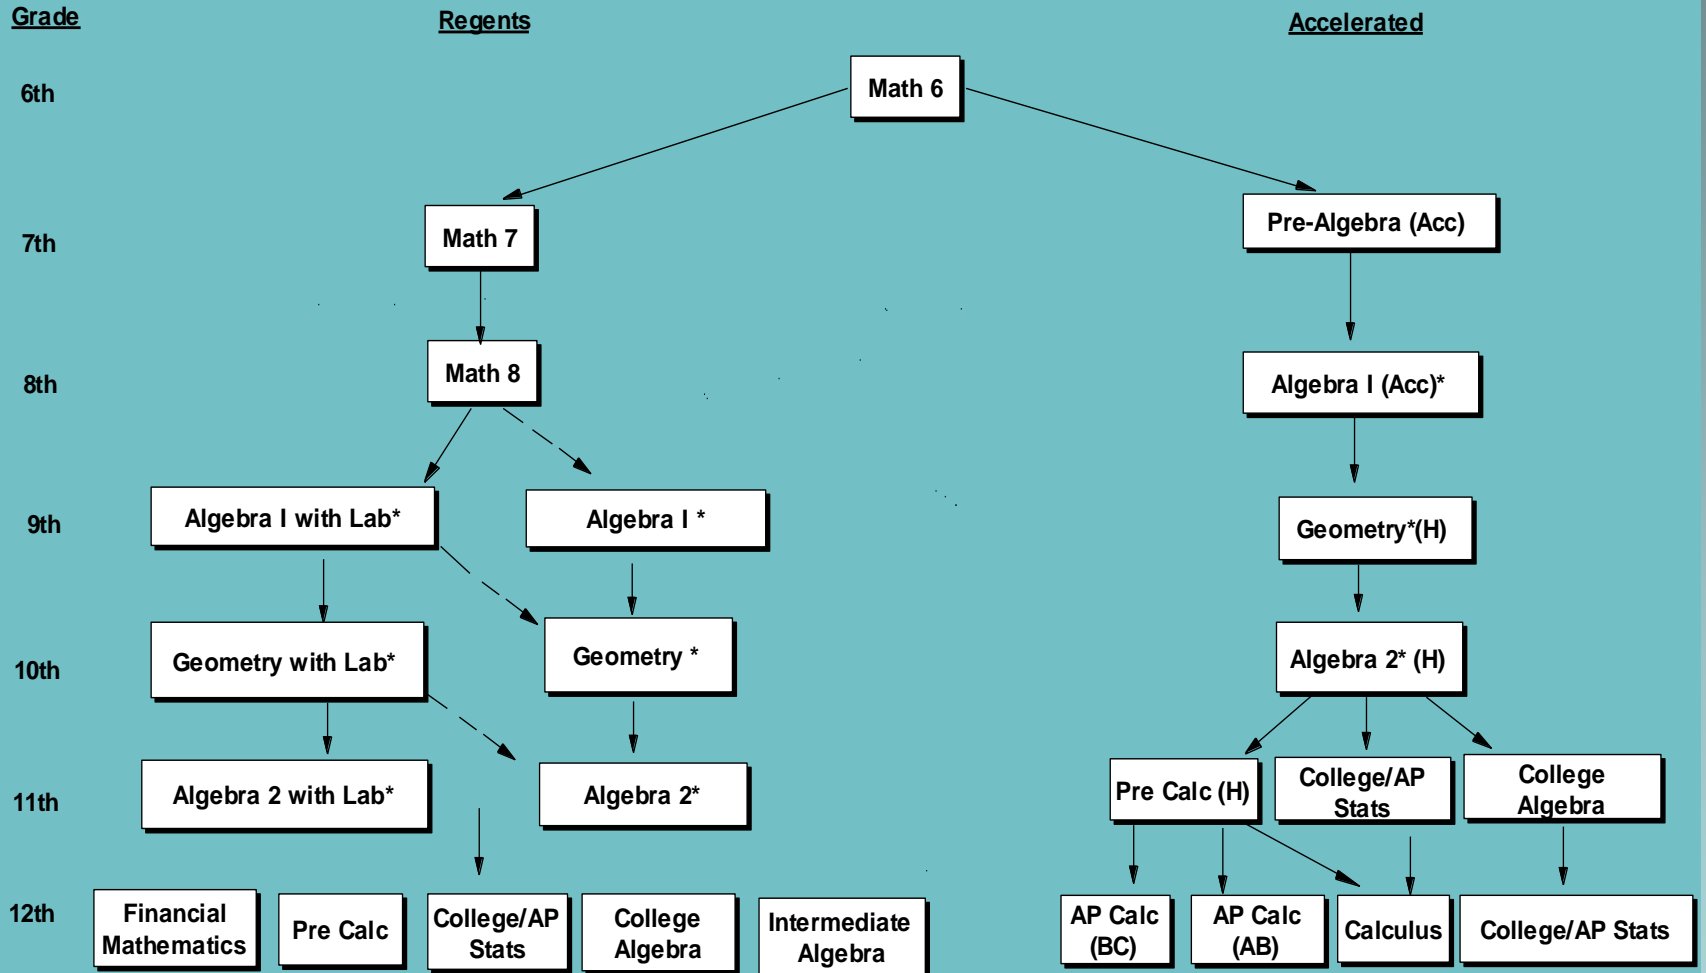 Grade
Regents
Accelerated
6th
Math 6
7th
Math 7
Pre-Algebra (Acc)
8th
Math 8
Algebra I (Acc)*
9th
Algebra I with Lab*
Algebra I *
Geometry*(H)
10th
Geometry with Lab*
Geometry *
Algebra 2* (H)
11th
Algebra 2 with Lab*
Algebra 2*
Pre Calc (H)
College/AP
Stats
College
Algebra
12th
Financial
Mathematics
Pre Calc
College/AP
Stats
College
Algebra
Intermediate
Algebra
AP Calc
(BC)
AP Calc
(AB)
Calculus
College/AP Stats